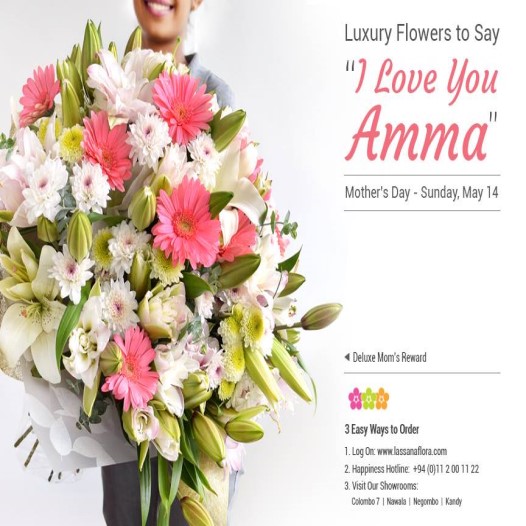 Luxury Flowers to Say
“I Love You
Amma”
Mother's Day - Sunday, May 14
Deluxe Mom's Reward
3 Easy Ways to Order
1. Log On: www.lassanaflora.com
2. Happiness Hotline: +94 (0)11 2 00 11 22
3. Visit Our Showrooms:
Colombo 7 | Nawala | Negombo | Kandy